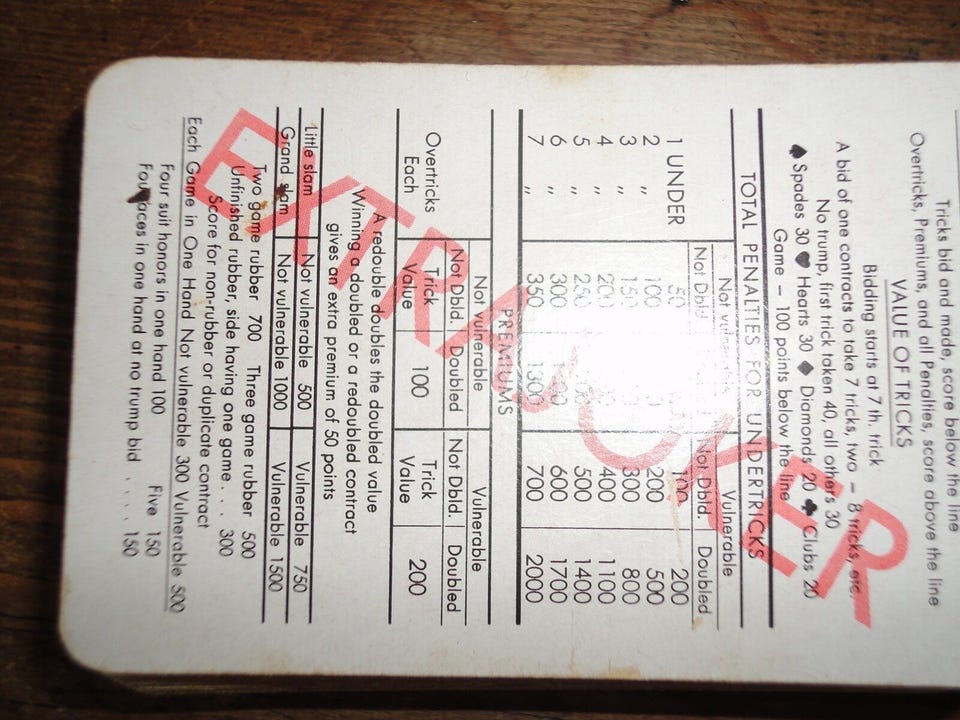 Tricks bid and made, score below the line
Overtricks, Premiums, and all Penalties, score above the line
VALUE OF TRICKS
Bidding starts at 7 th. trick
A bid of one contracts to take 7 tricks, two — 8 tricks, etc.
No trump, first trick taken 40, all others 30
♠ Spades 30 ♥ Hearts 30 ♦ Diamonds 20 ♣ Clubs 20
Game — 100 points below the line
TOTAL PENALTIES FOR UNDERTRICKS
Not vulnerable Vulnerable
Not Dbld. Not Dbld. Doubled
1 UNDER 50 100 200
2 " 100 200 500
3 " 150 300 800
4 " 200 400 1100
5 " 250 500 1400
6 " 300 600 1700
7 " 350 1300 700 2000
PREMIUMS
Not vulnerable Vulnerable
Not Dbld. Doubled Not Dbld. Doubled
Overtricks Each Trick Value 100 Trick Value 200
A redouble doubles the doubled value
Winning a doubled or a redoubled contract
gives an extra premium of 50 points
Little slam Not vulnerable 500 Vulnerable 750
Grand slam Not vulnerable 1000 Vulnerable 1500
Two game rubber 700 Three game rubber 500
Unfinished rubber, side having one game . . . 300
Score for non-rubber or duplicate contract
Each Game in One Hand Not vulnerable 300 Vulnerable 500
Four suit honors in one hand 100 Five 150
Four aces in one hand at no trump bid . . . . 150
EXTRA JOKER